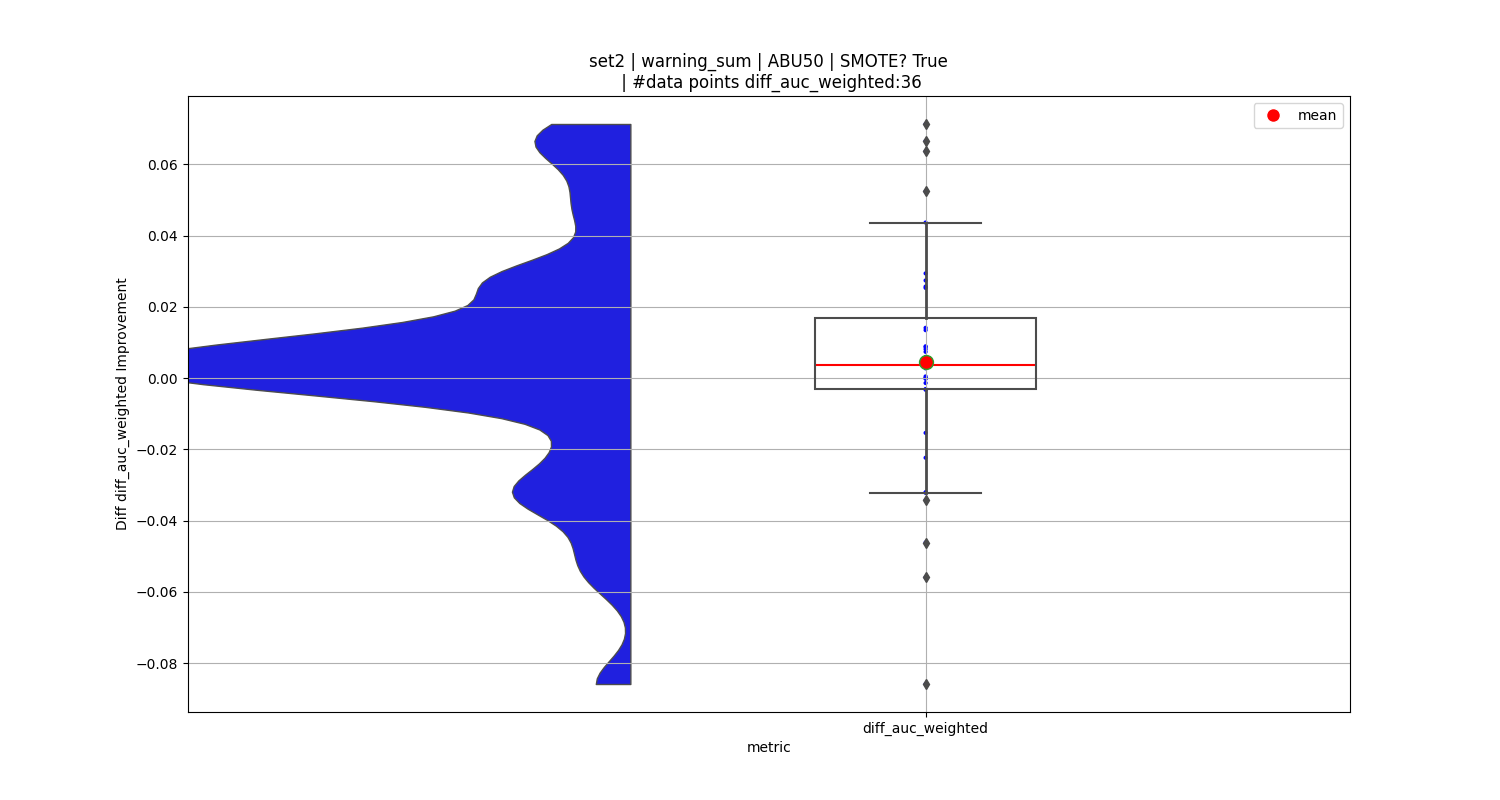 set2 | warning_sum | ABU50 | SMOTE? True
| #data points diff_auc_weighted:36
mean
0.06
0.04
0.02
0.00
−0.02
−0.04
−0.06
−0.08
Diff diff_auc_weighted Improvement
diff_auc_weighted
metric